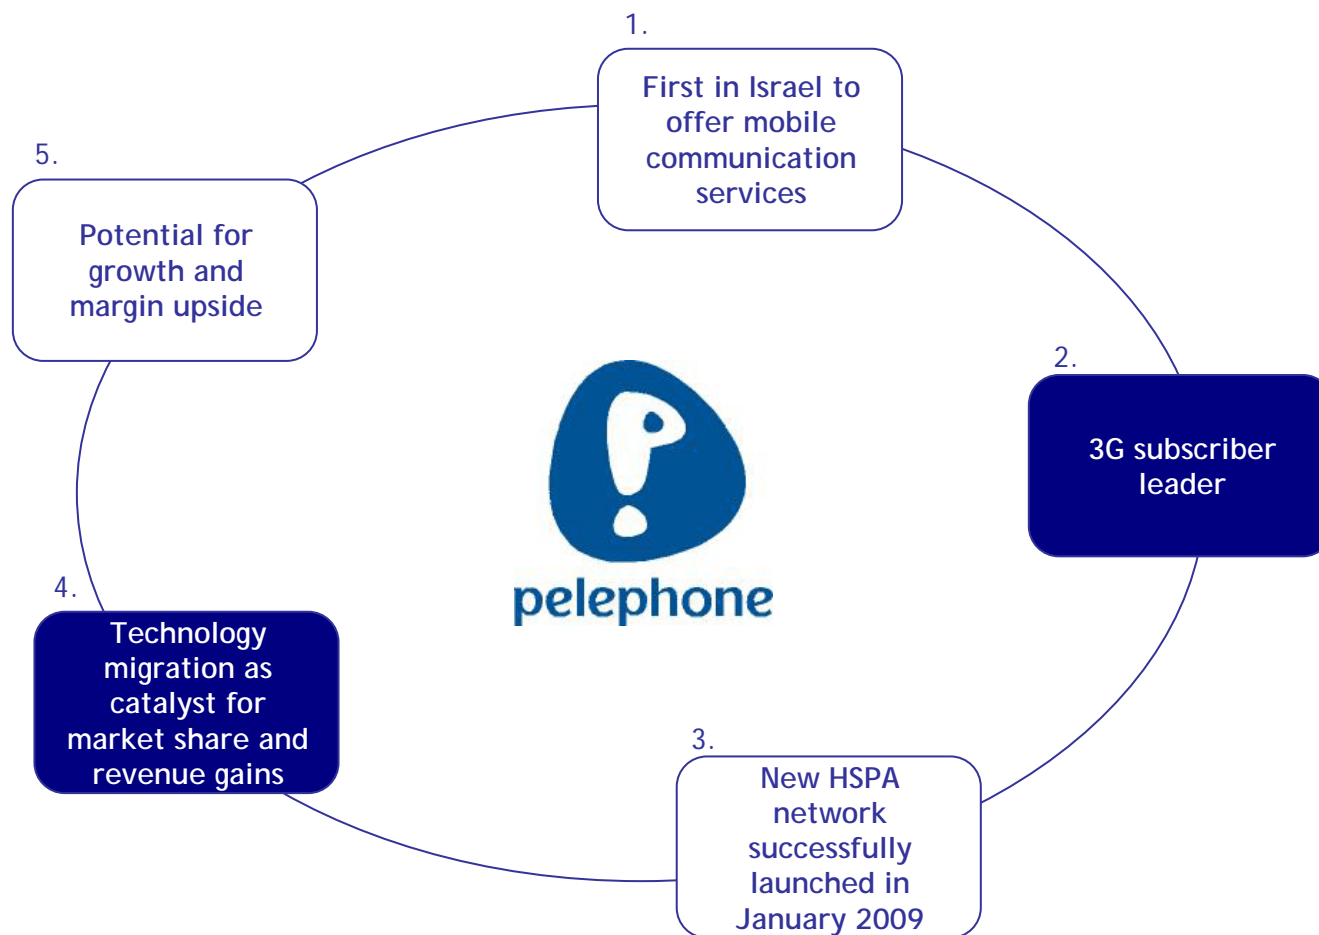 1.
First in Israel to
offer mobile
communication
services
2.
3G subscriber
leader
3.
New HSPA
network
successfully
launched in
January 2009
4.
Technology
migration as
catalyst for
market share and
revenue gains
5.
Potential for
growth and
margin upside
pelephone